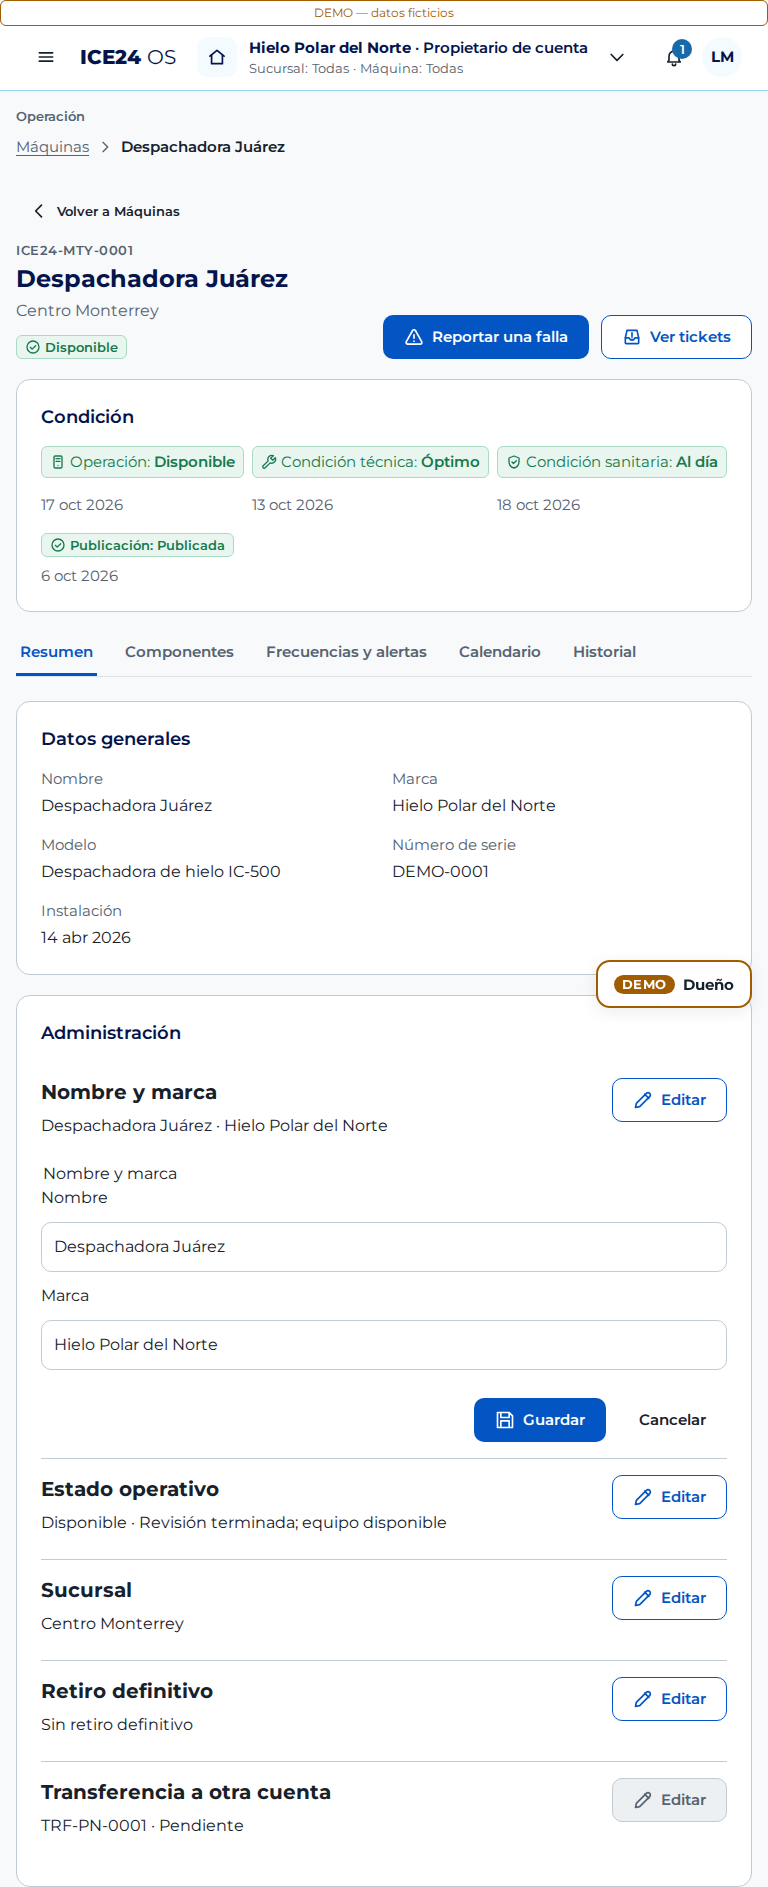 DEMO — datos ficticios
ICE24 OS
Hielo Polar del Norte · Propietario de cuenta
Sucursal: Todas · Máquina: Todas
1
LM
Operación
Máquinas > Despachadora Juárez
Volver a Máquinas
ICE24-MTY-0001
Despachadora Juárez
Centro Monterrey
Disponible
Reportar una falla
Ver tickets
Condición
Operación: Disponible
Condición técnica: Óptimo
Condición sanitaria: Al día
17 oct 2026
13 oct 2026
18 oct 2026
Publicación: Publicada
6 oct 2026
Resumen
Componentes
Frecuencias y alertas
Calendario
Historial
Datos generales
Nombre
Despachadora Juárez
Marca
Hielo Polar del Norte
Modelo
Despachadora de hielo IC-500
Número de serie
DEMO-0001
Instalación
14 abr 2026
DEMO Dueño
Administración
Nombre y marca
Despachadora Juárez · Hielo Polar del Norte
Editar
Nombre y marca
Nombre
Despachadora Juárez
Marca
Hielo Polar del Norte
Guardar
Cancelar
Estado operativo
Disponible · Revisión terminada; equipo disponible
Editar
Sucursal
Centro Monterrey
Editar
Retiro definitivo
Sin retiro definitivo
Editar
Transferencia a otra cuenta
TRF-PN-0001 · Pendiente
Editar